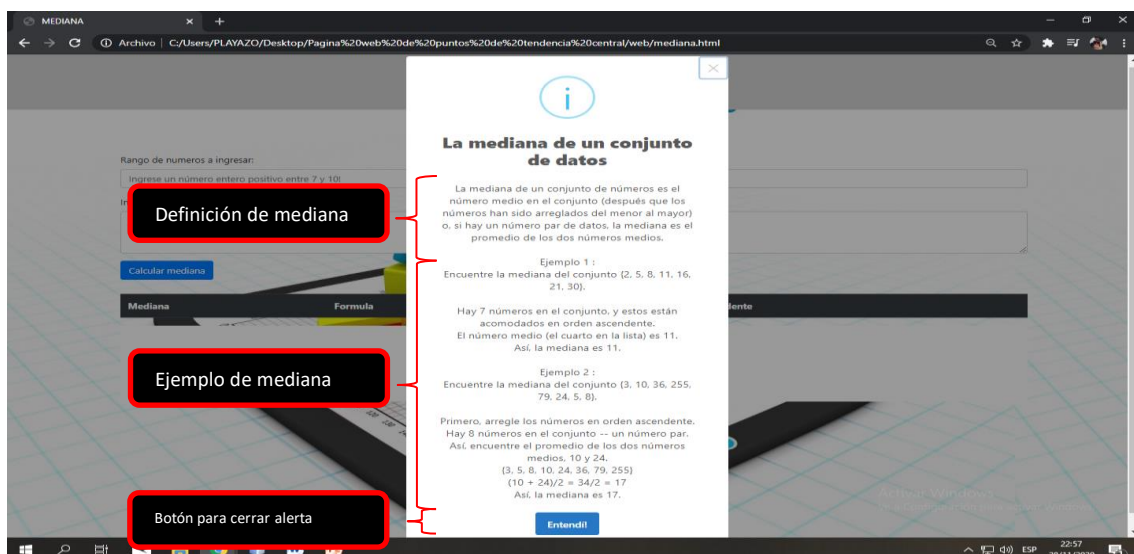 MEDIANA
Archivo | C:/Users/PLAYAZO/Desktop/Pagina%20web%20de%20puntos%20de%20tendencia%20central/web/mediana.html
La mediana de un conjunto
de datos
Rango de numeros a ingresar:
Ingrese un número entero positivo entre 7 y 10!
Definición de mediana
La mediana de un conjunto de números es el
número medio en el conjunto (después que los
números han sido arreglados del menor al mayor)
o, si hay un número par de datos, la mediana es el
promedio de los dos números medios.
Calcular mediana
Mediana Formula
Ejemplo 1 :
Encuentre la mediana del conjunto {2, 5, 8, 11, 16,
21, 30}.
Hay 7 números en el conjunto, y estos están
acomodados en orden ascendente.
El número medio (el cuarto en la lista) es 11.
Así, la mediana es 11.
Ejemplo de mediana
Ejemplo 2 :
Encuentre la mediana del conjunto {3, 10, 36, 255,
79, 24, 5, 8}.
Primero, arregle los números en orden ascendente.
Hay 8 números en el conjunto -- un número par.
Así, encuentre el promedio de los dos números
medios, 10 y 24.
{3, 5, 8, 10, 24, 36, 79, 255}
(10 + 24)/2 = 34/2 = 17
Así, la mediana es 17.
Botón para cerrar alerta
Entendí!
Activar Windows
ESP
22:57